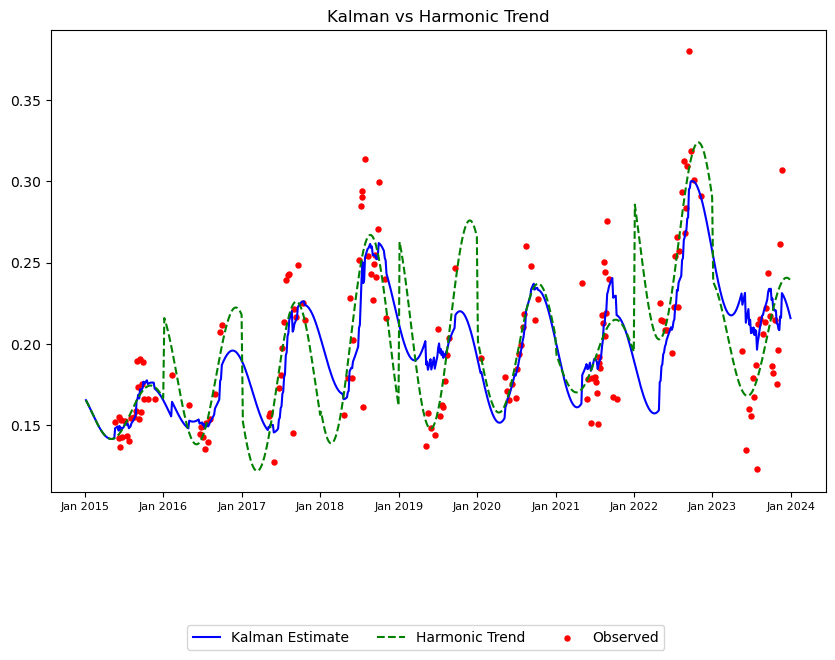 Kalman vs Harmonic Trend
0.35
0.30
0.25
0.20
0.15
Jan 2015 Jan 2016 Jan 2017 Jan 2018 Jan 2019 Jan 2020 Jan 2021 Jan 2022 Jan 2023 Jan 2024
Kalman Estimate Harmonic Trend Observed